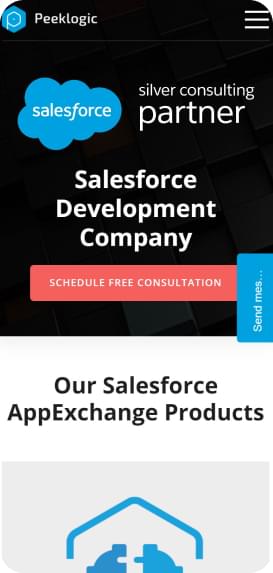 Peeklogic
salesforce
silver consulting
partner
Salesforce
Development
Company
SCHEDULE FREE CONSULTATION
Send mes...
Our Salesforce
AppExchange Products